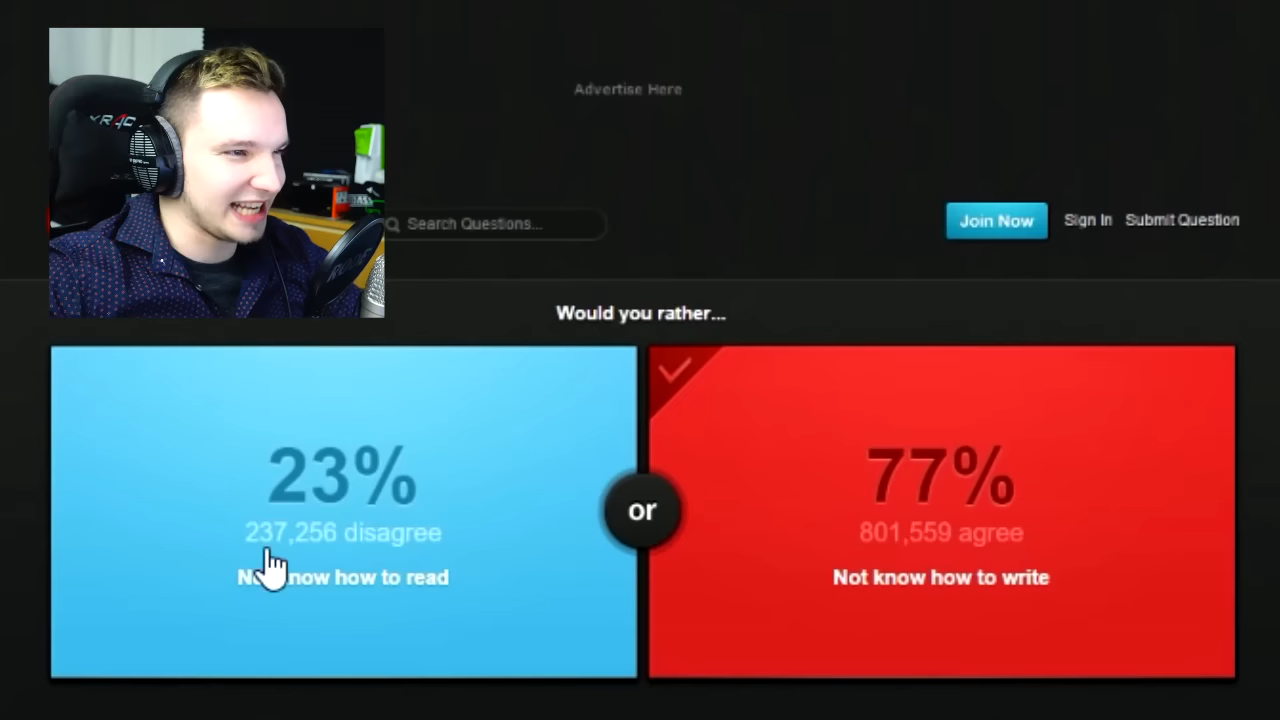 Advertise Here
Search Questions...
Join Now
Sign In
Submit Question
Would you rather...
23%
237,256 disagree
how to read
or
77%
801,559 agree
Not know how to write